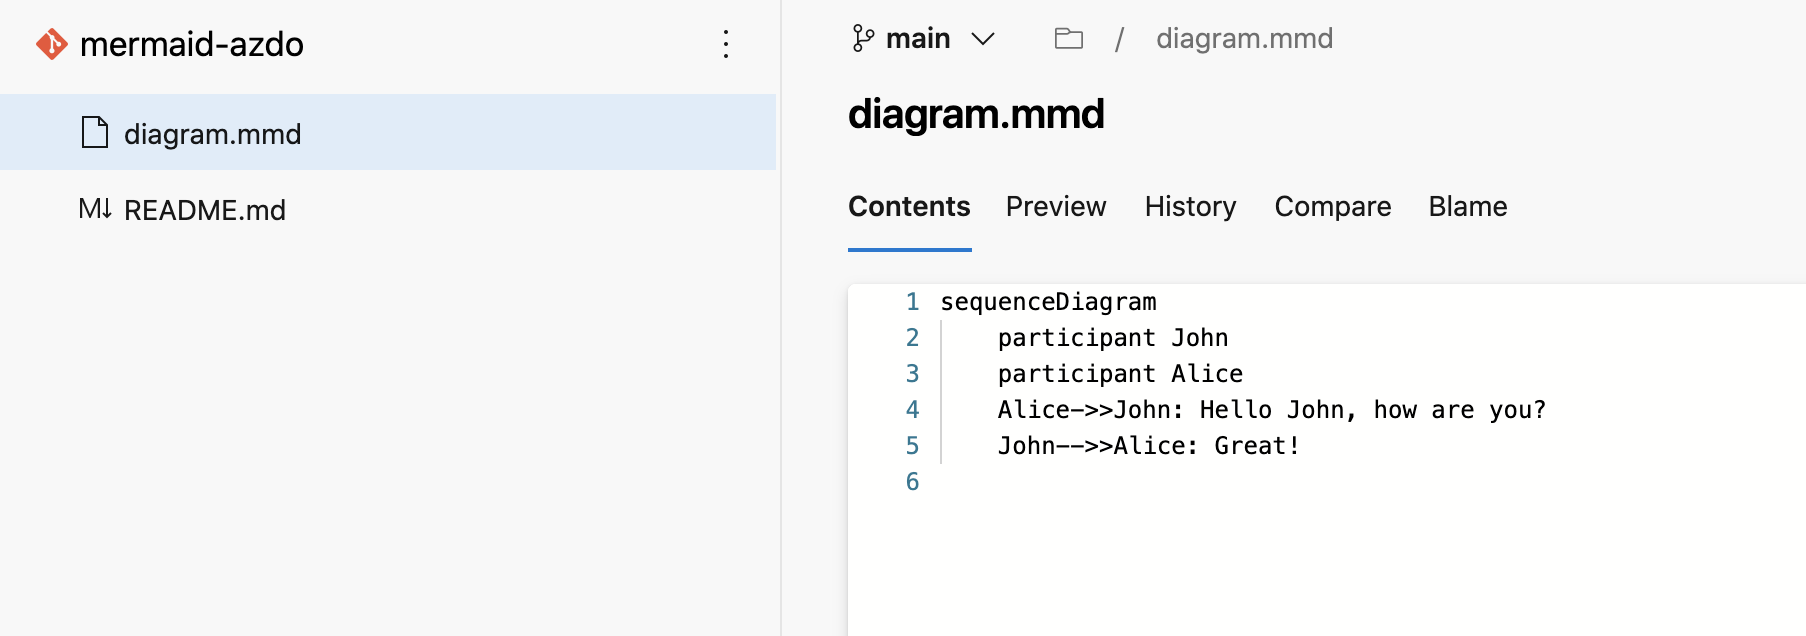 mermaid-azdo
diagram.mmd
README.md
main / diagram.mmd
diagram.mmd
Contents Preview History Compare Blame
1 sequenceDiagram
2 participant John
3 participant Alice
4 Alice->>John: Hello John, how are you?
5 John-->>Alice: Great!
6